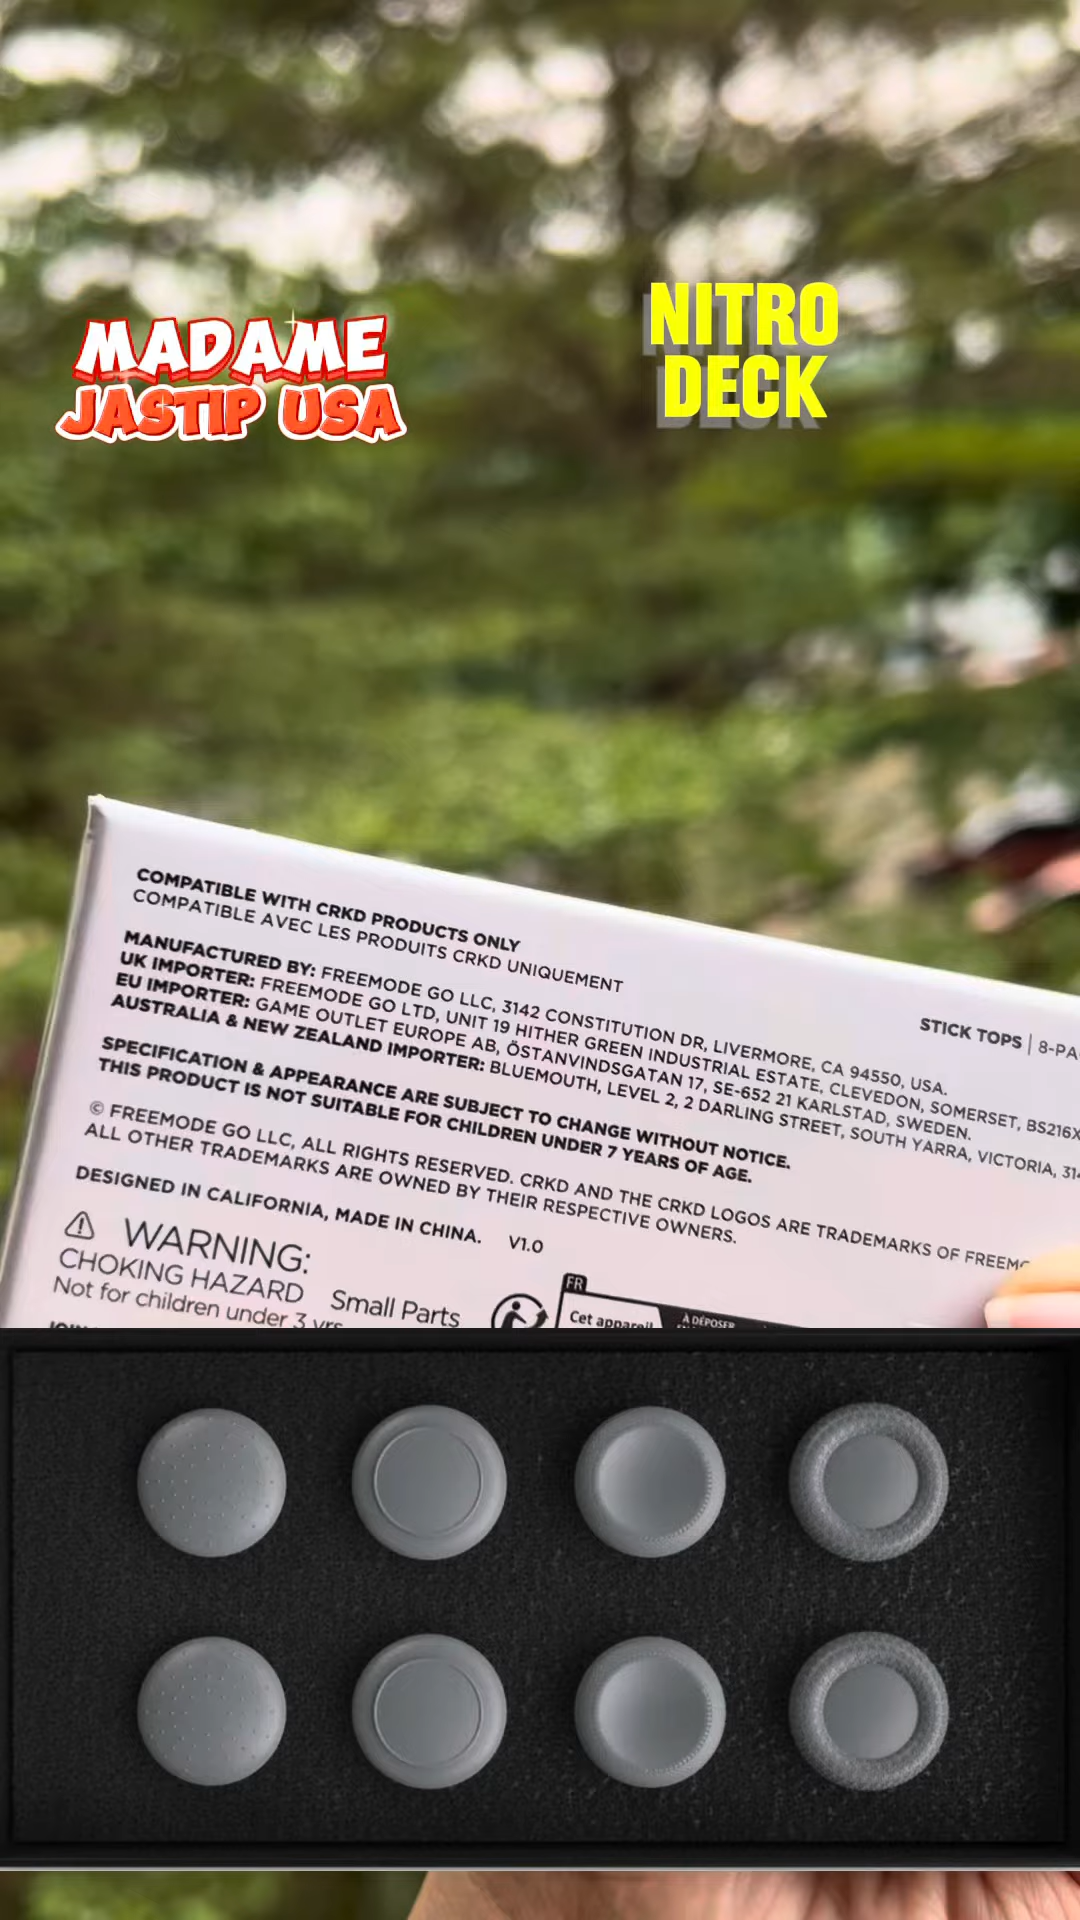 MADAME
JASTIP USA
NITRO
DECK
COMPATIBLE WITH CRKD PRODUCTS ONLY
COMPATIBLE AVEC LES PRODUITS CRKD UNIQUEMENT
MANUFACTURED BY: FREEMODE GO LLC, 3142 CONSTITUTION DR, LIVERMORE, CA 94550, USA.
UK IMPORTER: FREEMODE GO LTD, UNIT 19 HITHER GREEN INDUSTRIAL ESTATE, CLEVEDON, SOMERSET, BS216X
EU IMPORTER: GAME OUTLET EUROPE AB, ÖSTANVINDSGATAN 17, SE-652 21 KARLSTAD, SWEDEN.
AUSTRALIA & NEW ZEALAND IMPORTER: BLUEMOUTH, LEVEL 2, 2 DARLING STREET, SOUTH YARRA, VICTORIA, 314
STICK TOPS | 8-PA
SPECIFICATION & APPEARANCE ARE SUBJECT TO CHANGE WITHOUT NOTICE.
THIS PRODUCT IS NOT SUITABLE FOR CHILDREN UNDER 7 YEARS OF AGE.
© FREEMODE GO LLC, ALL RIGHTS RESERVED. CRKD AND THE CRKD LOGOS ARE TRADEMARKS OF FREEM
ALL OTHER TRADEMARKS ARE OWNED BY THEIR RESPECTIVE OWNERS.
DESIGNED IN CALIFORNIA, MADE IN CHINA. V1.0
WARNING:
CHOKING HAZARD Small Parts
Not for children under 3 yrs
FR
Cet appareil
À DÉPOSER